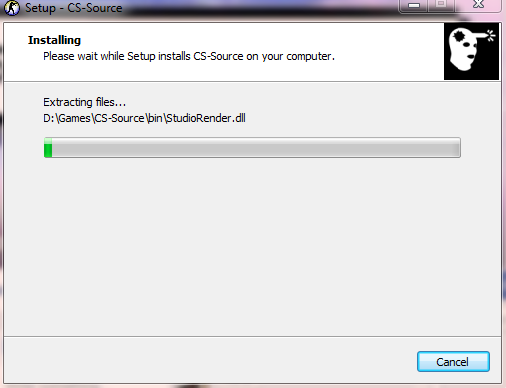 Setup - CS-Source
Installing
Please wait while Setup installs CS-Source on your computer.
Extracting files...
D:\Games\CS-Source\bin\StudioRender.dll
Cancel